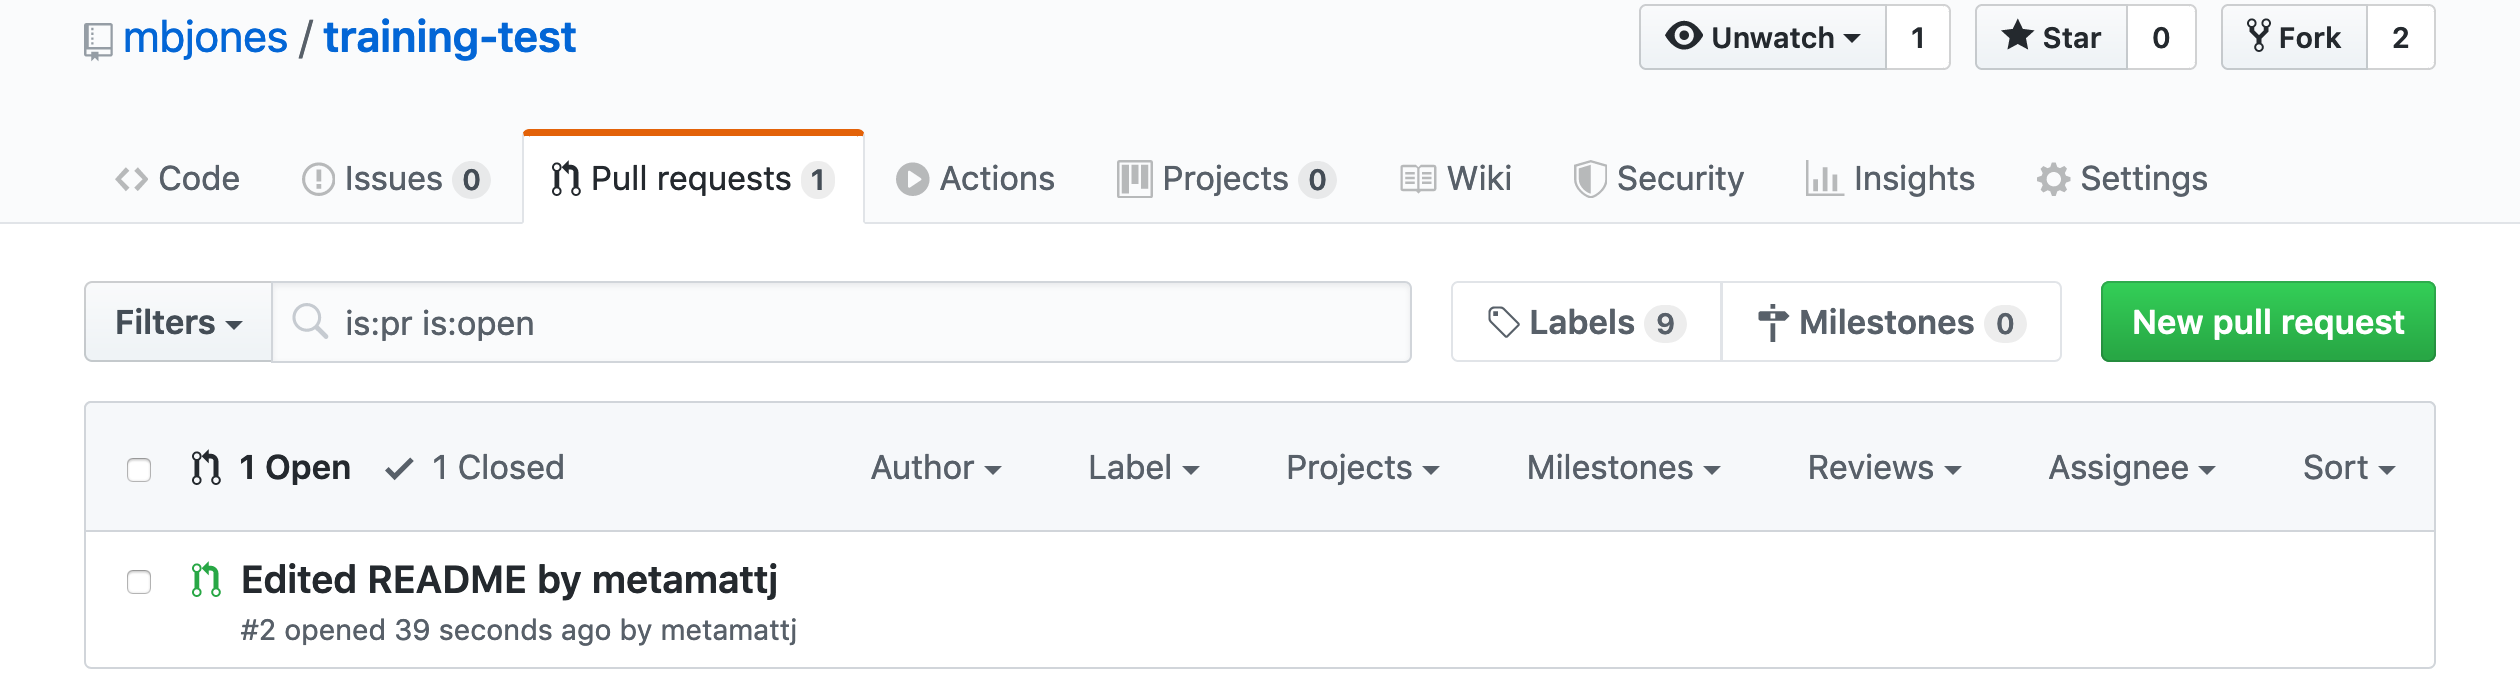 mbjones / training-test Unwatch 1 Star 0 Fork 2
Code Issues 0 Pull requests 1 Actions Projects 0 Wiki Security Insights Settings
Filters is:pr is:open Labels 9 Milestones 0 New pull request
1 Open 1 Closed Author Label Projects Milestones Reviews Assignee Sort
Edited README by metamattj
#2 opened 39 seconds ago by metamattj